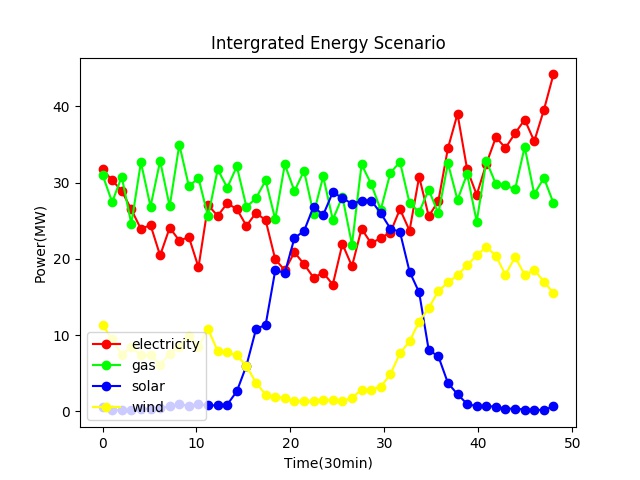 Intergrated Energy Scenario
Power(MW)
40
30
20
10
0
electricity
gas
solar
wind
0 10 20 30 40 50
Time(30min)